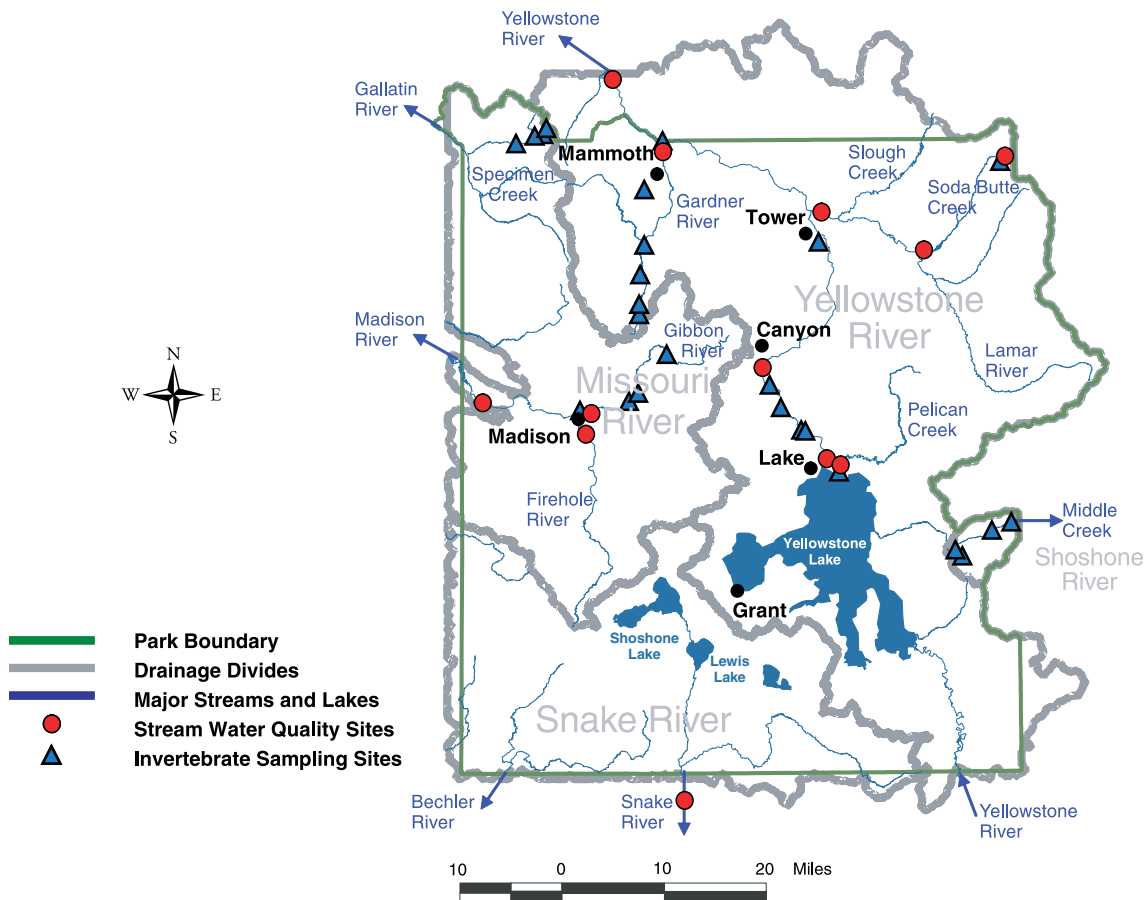 Yellowstone
River
Gallatin
River
Mammoth
Specimen
Creek
Gardner
River
Slough
Creek
Soda Butte
Creek
Tower
Yellowstone
River
Madison
River
Canyon
Gibbon
River
Lamar
River
Missouri
River
N
W
E
S
Pelican
Creek
Madison
Lake
Firehole
River
Middle
Creek
Yellowstone
Lake
Shoshone
River
Grant
Shoshone
Lake
Lewis
Lake
Snake River
Park Boundary
Drainage Divides
Major Streams and Lakes
Stream Water Quality Sites
Invertebrate Sampling Sites
Bechler
River
Snake
River
Yellowstone
River
10 0 10 20 Miles